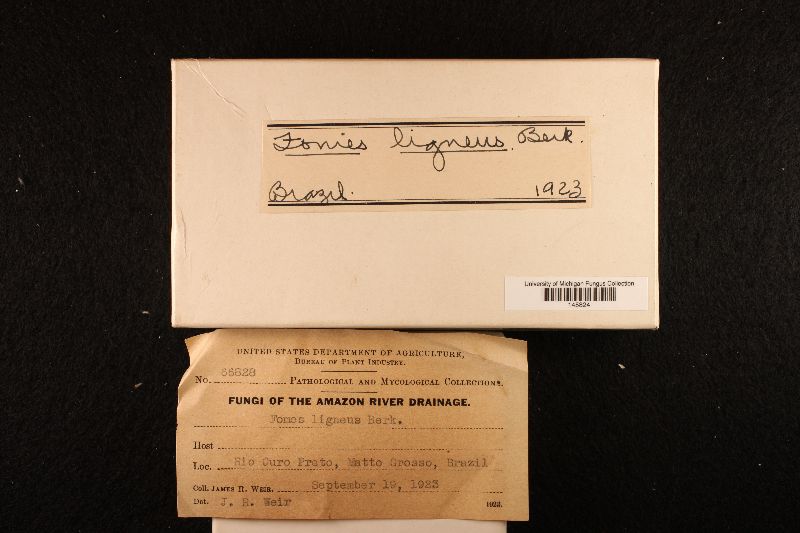 Fomes ligneus. Berk.
Brazil. 1923
University of Michigan Fungus Collection
UNITED STATES DEPARTMENT OF AGRICULTURE,
BUREAU OF PLANT INDUSTRY.
No. 66828 PATHOLOGICAL AND MYCOLOGICAL COLLECTIONS.
FUNGI OF THE AMAZON RIVER DRAINAGE.
Fomes ligneus Berk.
Host
Loc. Rio Ouro Preto, Matto Grosso, Brazil
Coll. JAMES R. WEIR. September 19, 1923
Det. J. R. Weir 1923.